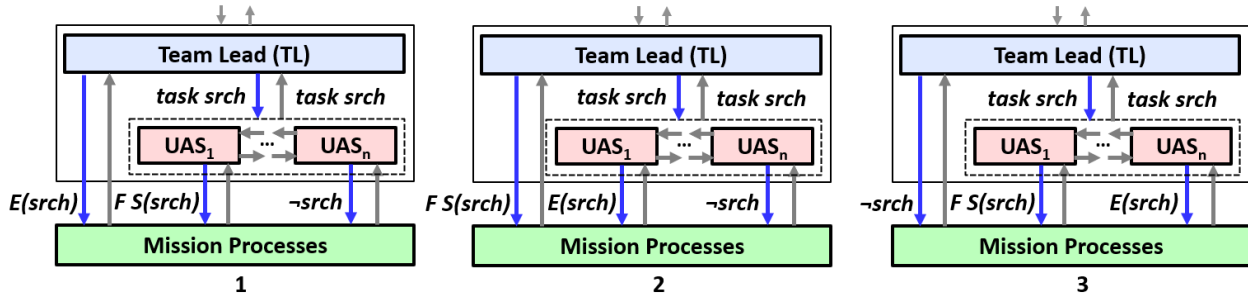 Team Lead (TL)
task srch task srch
UAS1 ... UASn
E(srch) F S(srch) ¬srch
Mission Processes
1
Team Lead (TL)
task srch task srch
UAS1 ... UASn
F S(srch) E(srch) ¬srch
Mission Processes
2
Team Lead (TL)
task srch task srch
UAS1 ... UASn
¬srch F S(srch) E(srch)
Mission Processes
3